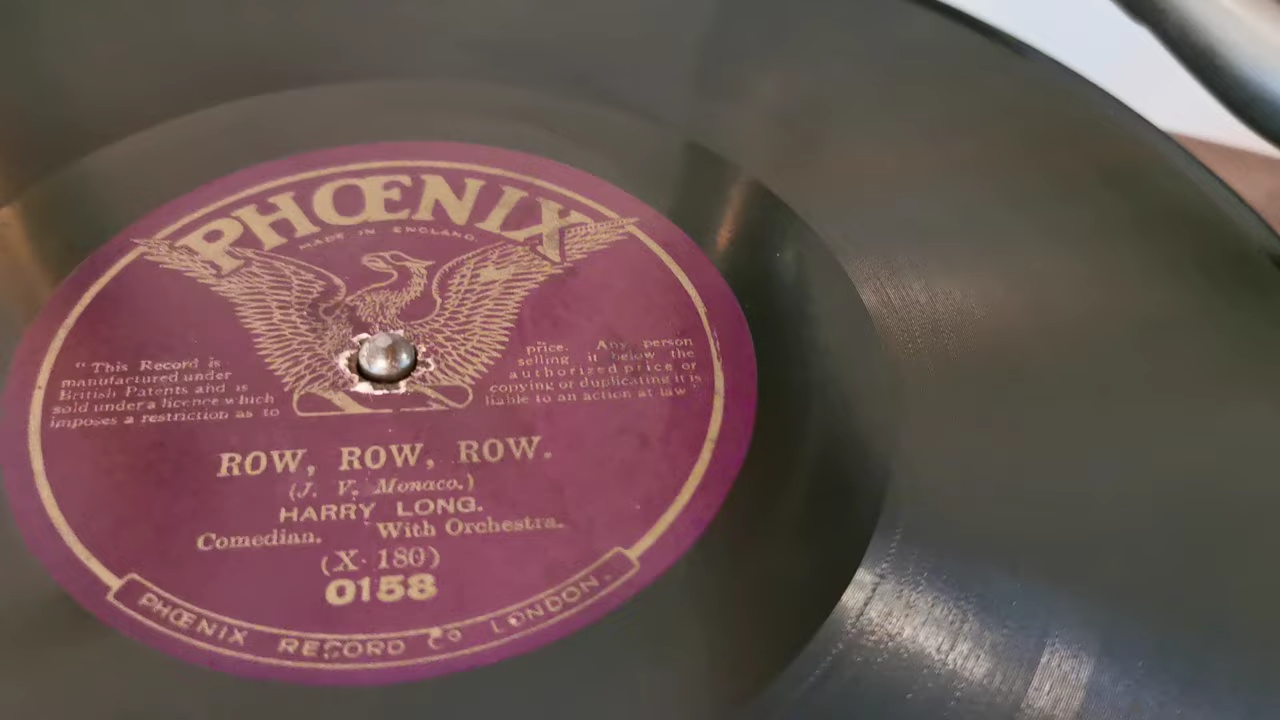 PHŒNIX
MADE IN ENGLAND.
"This Record is
manufactured under
British Patents and is
sold under a licence which
imposes a restriction as to
price. Any person
selling it below the
authorized price or
copying or duplicating it is
liable to an action at law"
ROW, ROW, ROW.
(J. V. Monaco.)
HARRY LONG.
Comedian. With Orchestra.
(X·180)
0158
PHŒNIX RECORD Co LONDON.